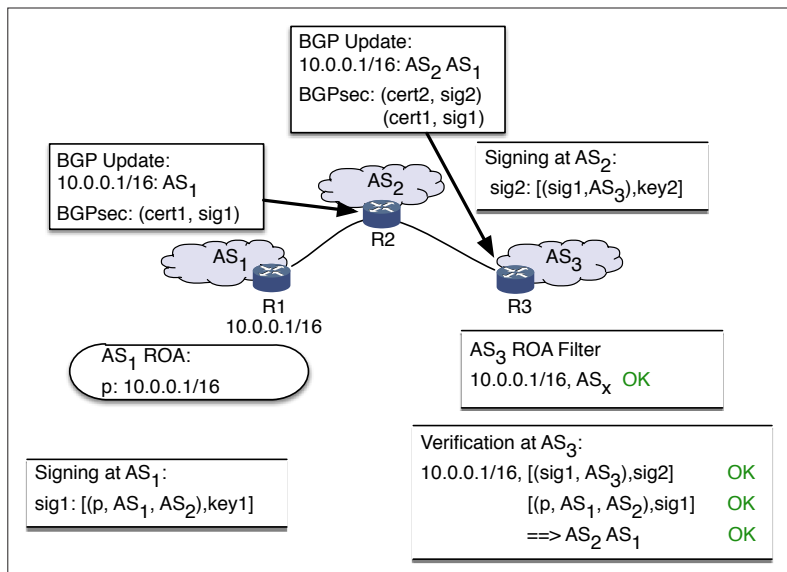 BGP Update:
10.0.0.1/16: AS2 AS1
BGPsec: (cert2, sig2)
(cert1, sig1)
BGP Update:
10.0.0.1/16: AS1
BGPsec: (cert1, sig1)
Signing at AS2:
sig2: [(sig1,AS3),key2]
AS2
R2
AS1
AS3
R1
10.0.0.1/16
R3
AS1 ROA:
p: 10.0.0.1/16
AS3 ROA Filter
10.0.0.1/16, ASx OK
Signing at AS1:
sig1: [(p, AS1, AS2),key1]
Verification at AS3:
10.0.0.1/16, [(sig1, AS3),sig2] OK
[(p, AS1, AS2),sig1] OK
==> AS2 AS1 OK